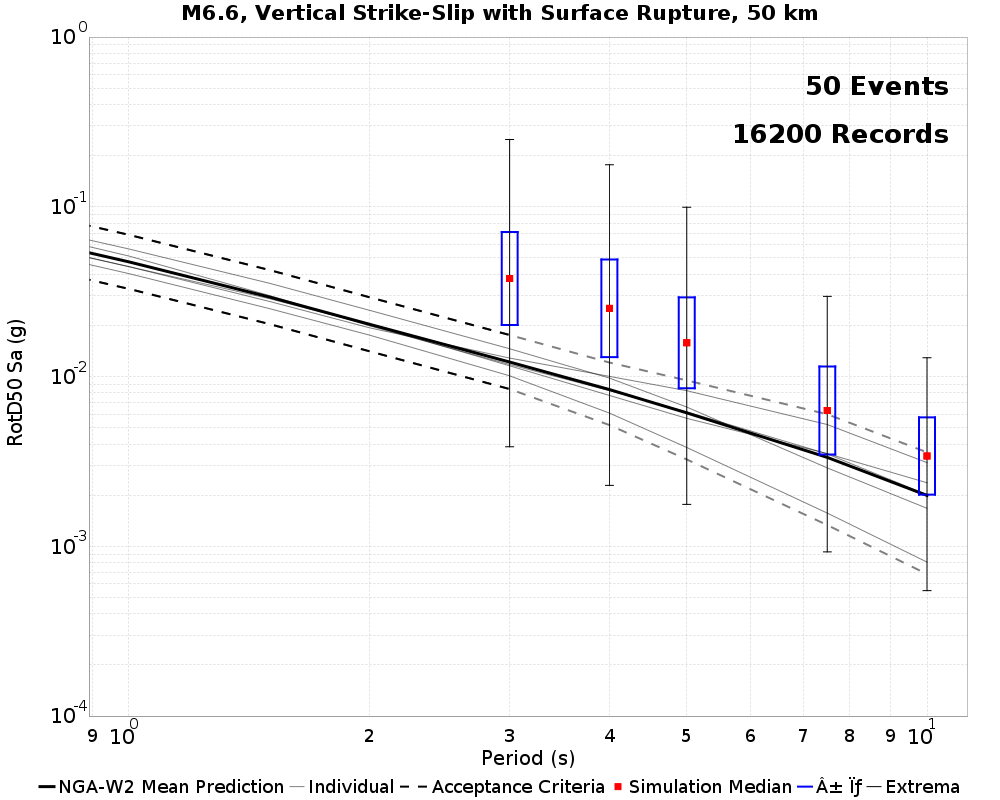 M6.6, Vertical Strike-Slip with Surface Rupture, 50 km
50 Events
16200 Records
RotD50 Sa (g)
10^0
10^-1
10^-2
10^-3
10^-4
9 10^0 2 3 4 5 6 7 8 9 10^1
Period (s)
NGA-W2 Mean Prediction Individual Acceptance Criteria Simulation Median Â± Ïƒ Extrema